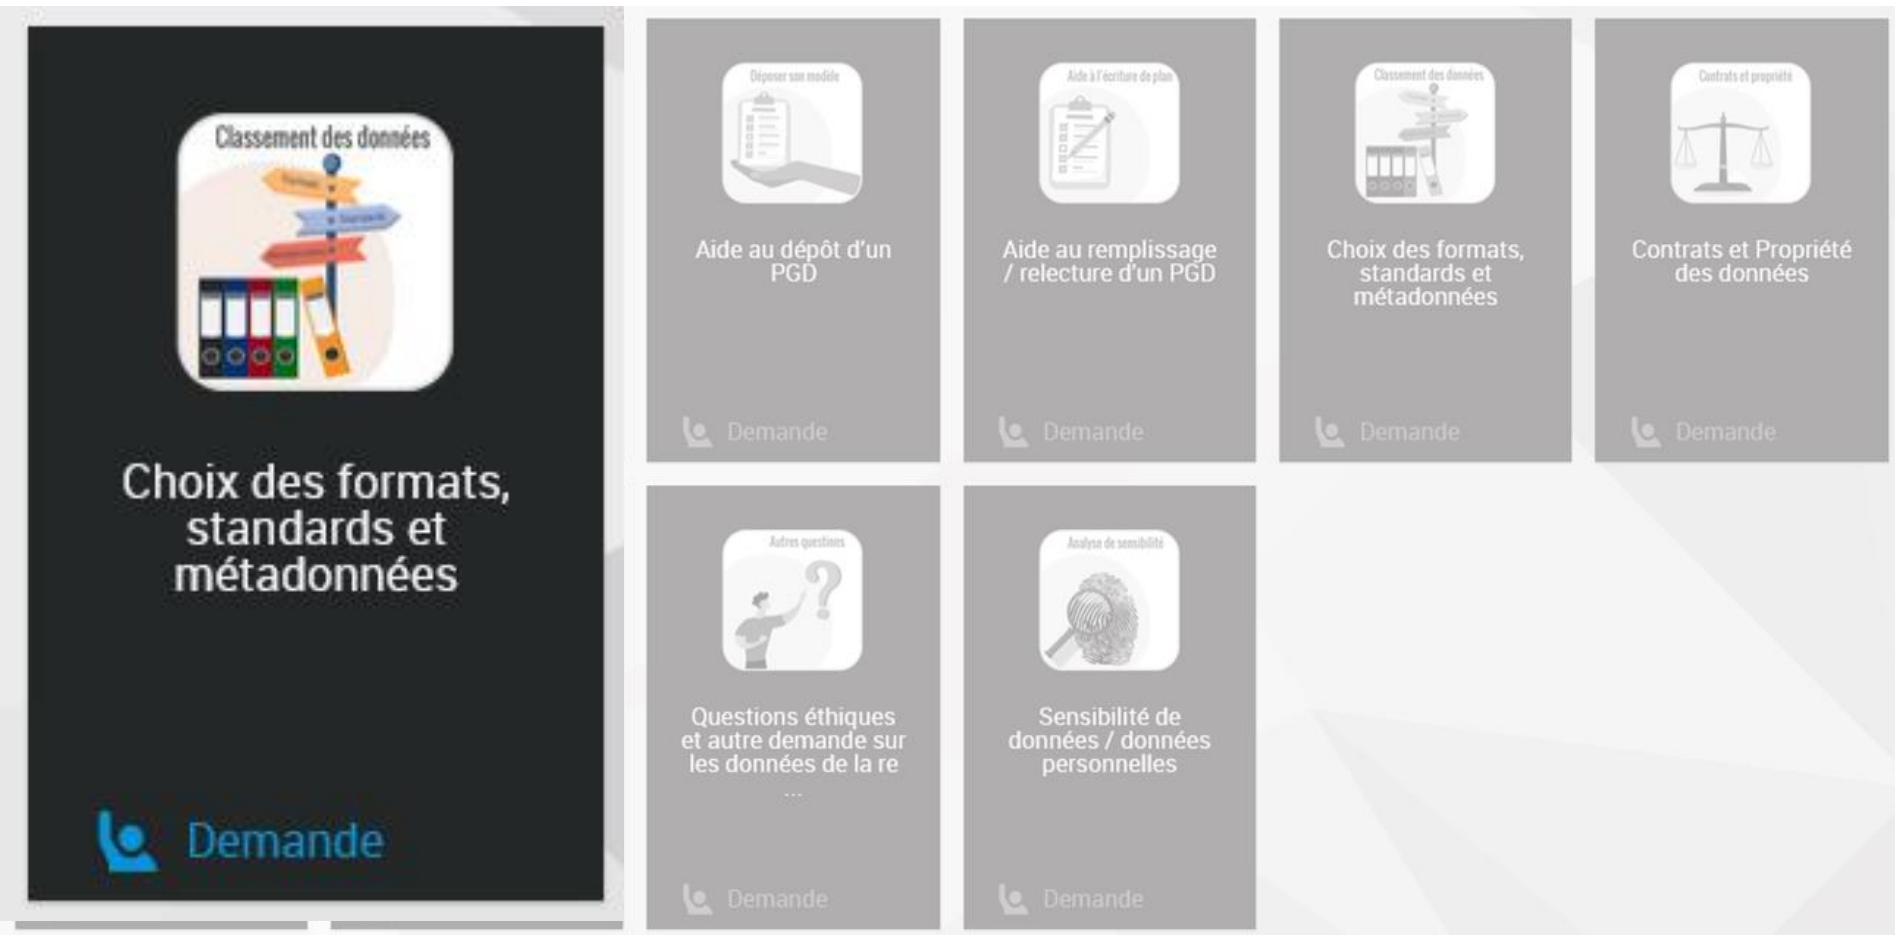 Classement des données
Choix des formats,
standards et
métadonnées
Demande
Déposer son modèle
Aide au dépôt d'un
PGD
Demande
Aide à l'écriture de plan
Aide au remplissage
/ relecture d'un PGD
Demande
Classement des données
Choix des formats,
standards et
métadonnées
Demande
Contrats et propriété
Contrats et Propriété
des données
Demande
Autres questions
Questions éthiques
et autre demande sur
les données de la re
...
Demande
Analyse de sensibilité
Sensibilité de
données / données
personnelles
Demande